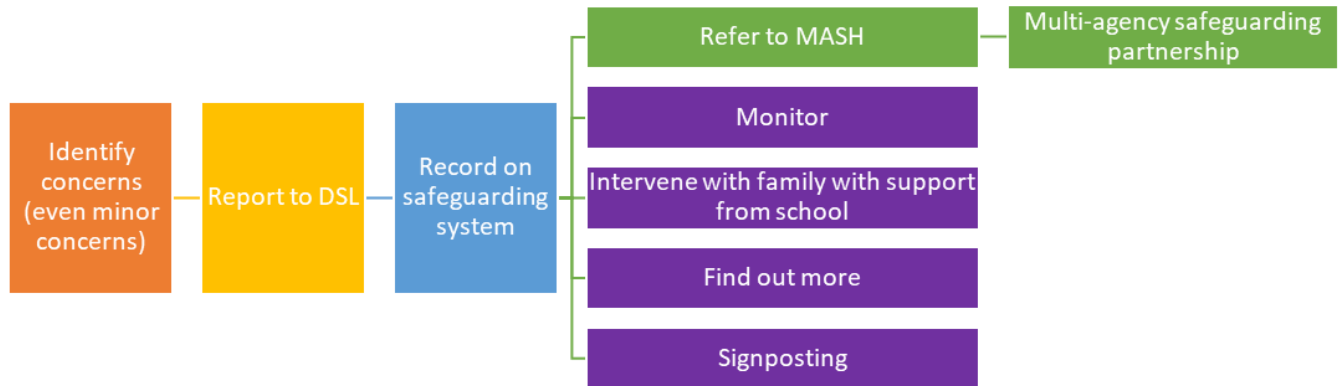 Identify
concerns
(even minor
concerns)
Report to DSL
Record on
safeguarding
system
Refer to MASH
Multi-agency safeguarding
partnership
Monitor
Intervene with family with support
from school
Find out more
Signposting